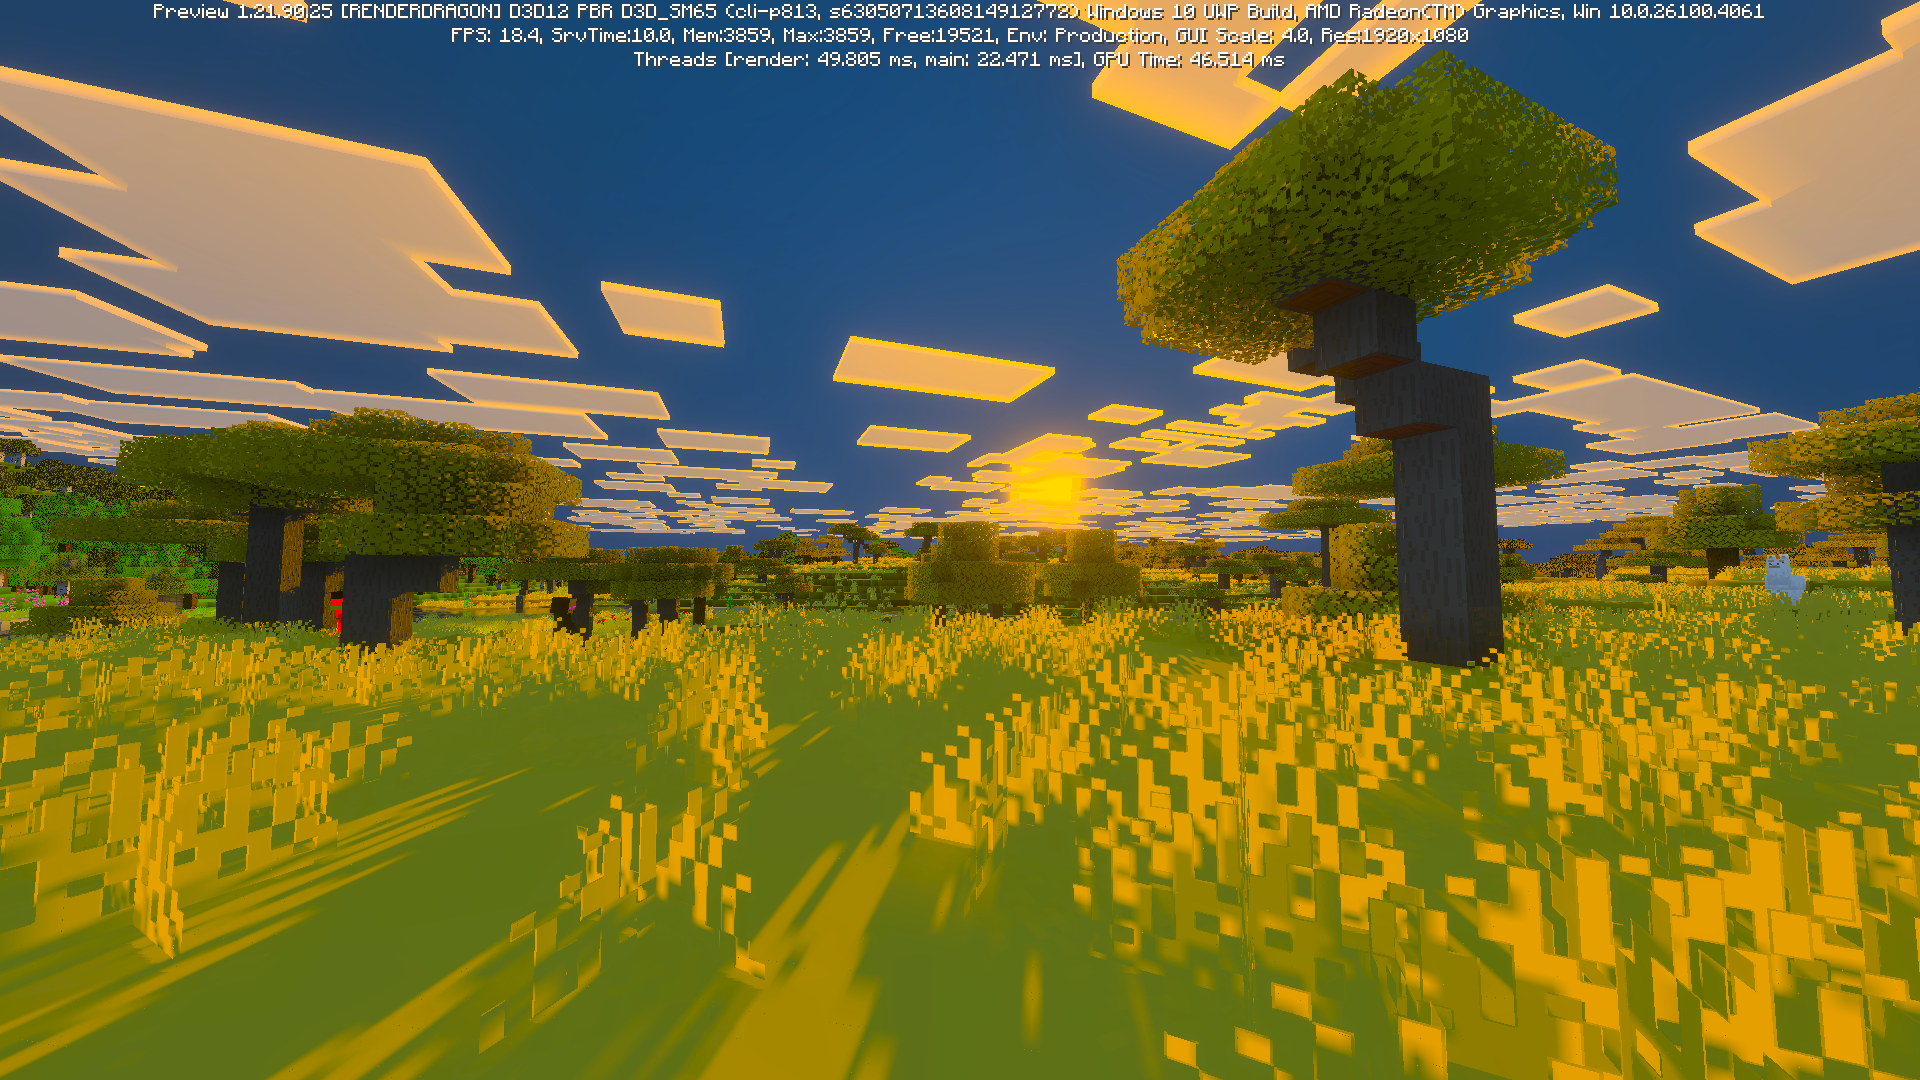 Preview 1.21.90.25 [RENDERDRAGON] D3D12 PBR D3D_SM65 (cli-p813, s6305071360814912772) Windows 10 UWP Build, AMD Radeon(TM) Graphics, Win 10.0.26100.4061
FPS: 18.4, SrvTime:10.0, Mem:3859, Max:3859, Free:19521, Env: Production, GUI Scale: 4.0, Res:1920x1080
Threads [render: 49.805 ms, main: 22.471 ms], GPU Time: 46.514 ms